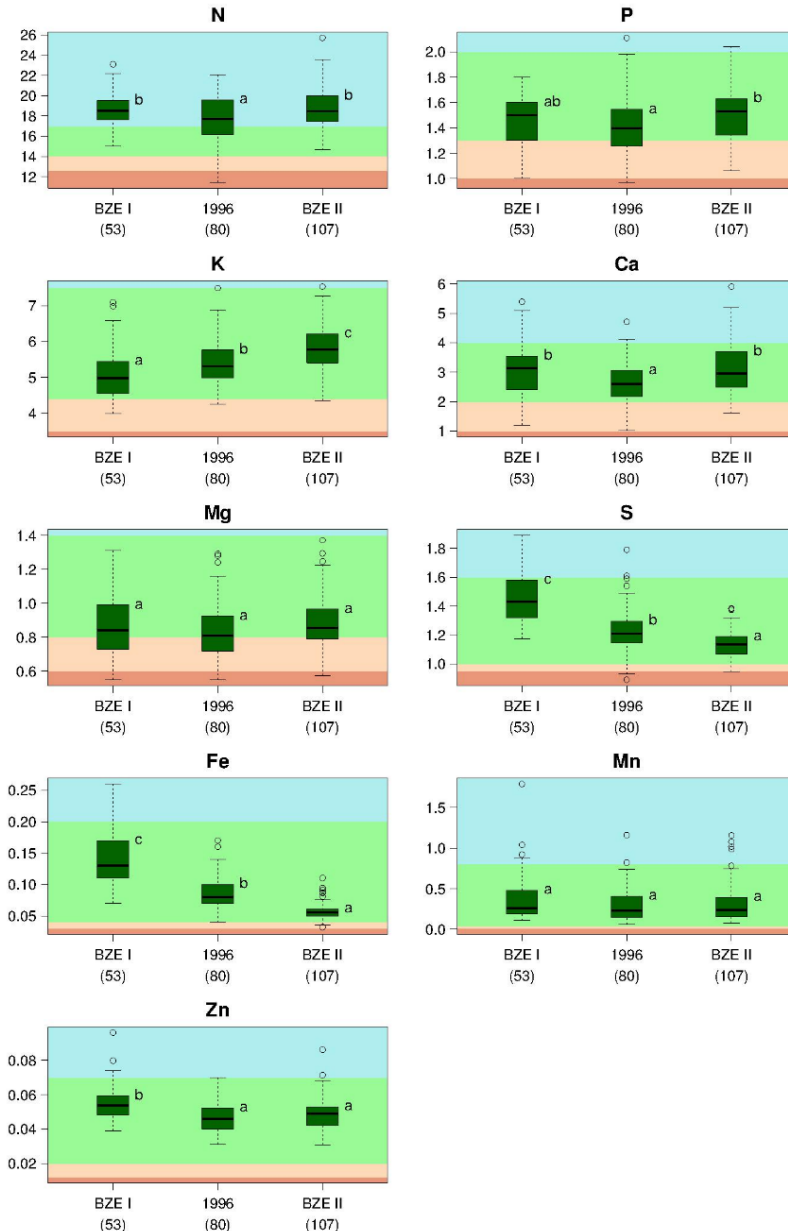 N
26
24
22
20
18
16
14
12
b
a
b
BZE I
(53)
1996
(80)
BZE II
(107)
P
2.0
1.8
1.6
1.4
1.2
1.0
ab
a
b
BZE I
(53)
1996
(80)
BZE II
(107)
K
7
6
5
4
a
b
c
BZE I
(53)
1996
(80)
BZE II
(107)
Ca
6
5
4
3
2
1
b
a
b
BZE I
(53)
1996
(80)
BZE II
(107)
Mg
1.4
1.2
1.0
0.8
0.6
a
a
a
BZE I
(53)
1996
(80)
BZE II
(107)
S
1.8
1.6
1.4
1.2
1.0
c
b
a
BZE I
(53)
1996
(80)
BZE II
(107)
Fe
0.25
0.20
0.15
0.10
0.05
c
b
a
BZE I
(53)
1996
(80)
BZE II
(107)
Mn
1.5
1.0
0.5
0.0
a
a
a
BZE I
(53)
1996
(80)
BZE II
(107)
Zn
0.08
0.06
0.04
0.02
b
a
a
BZE I
(53)
1996
(80)
BZE II
(107)